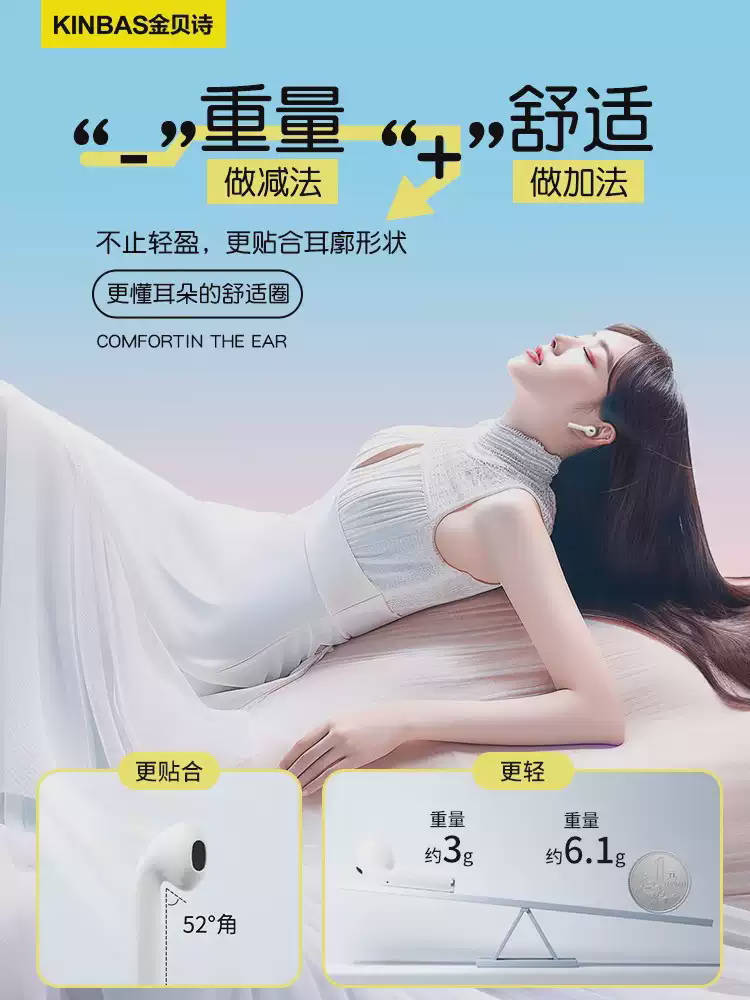 KINBAS金贝诗
“-”重量 “+”舒适
做减法 做加法
不止轻盈，更贴合耳廓形状
更懂耳朵的舒适圈
COMFORTIN THE EAR
更贴合
52°角
更轻
重量 重量
约3g 约6.1g
1元